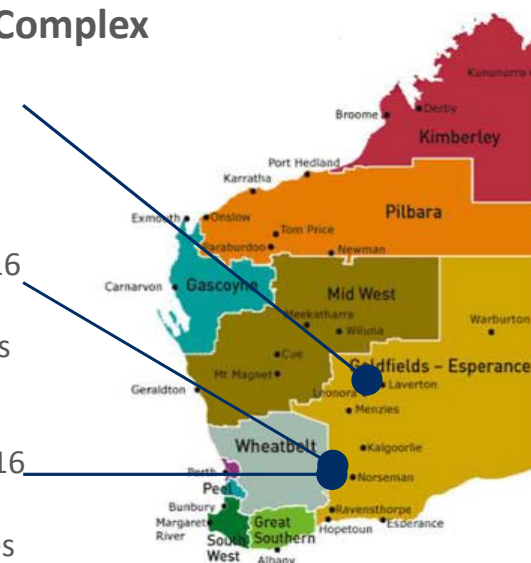 Complex
Kununurra
Derby
Broome
Kimberley
Port Hedland
Karratha
Pilbara
Exmouth
Onslow
Tom Price
Paraburdoo
Newman
16
Gascoyne
Mid West
Carnarvon
Meekatharra
Warburton
Wiluna
s
Cue
Goldfields – Esperance
Mt Magnet
Laverton
Geraldton
Leonora
Menzies
Wheatbelt
Kalgoorlie
16
Perth
Norseman
Peel
Bunbury
Ravensthorpe
Margaret
River
Great
Southern
Hopetoun
Esperance
South
West
es
Albany